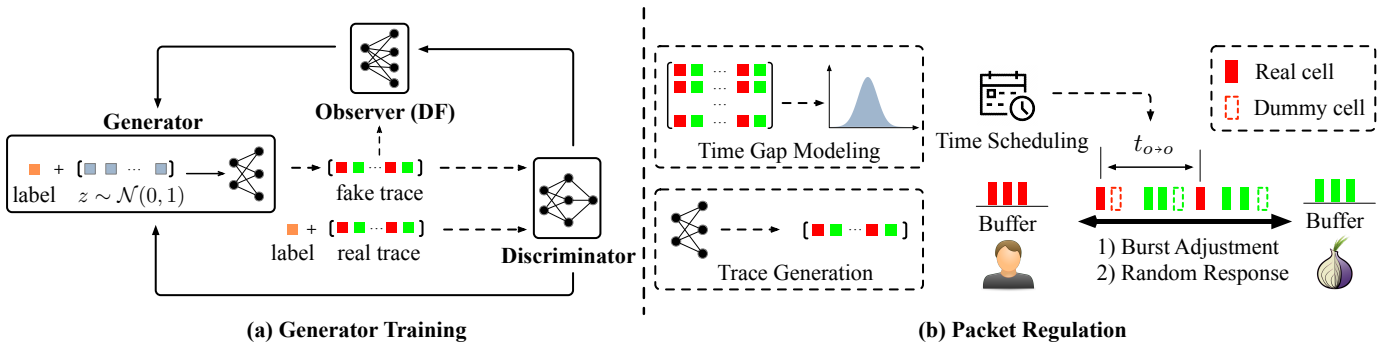 Generator
label
+
[ ... ]
z ∼ 𝒩(0, 1)
Observer (DF)
[ ... ]
fake trace
label
+
[ ... ]
real trace
Discriminator
(a) Generator Training
... 
...
...
...
Time Gap Modeling
[ ... ]
Trace Generation
Time Scheduling
t o→o
Real cell
Dummy cell
Buffer
Buffer
1) Burst Adjustment
2) Random Response
(b) Packet Regulation